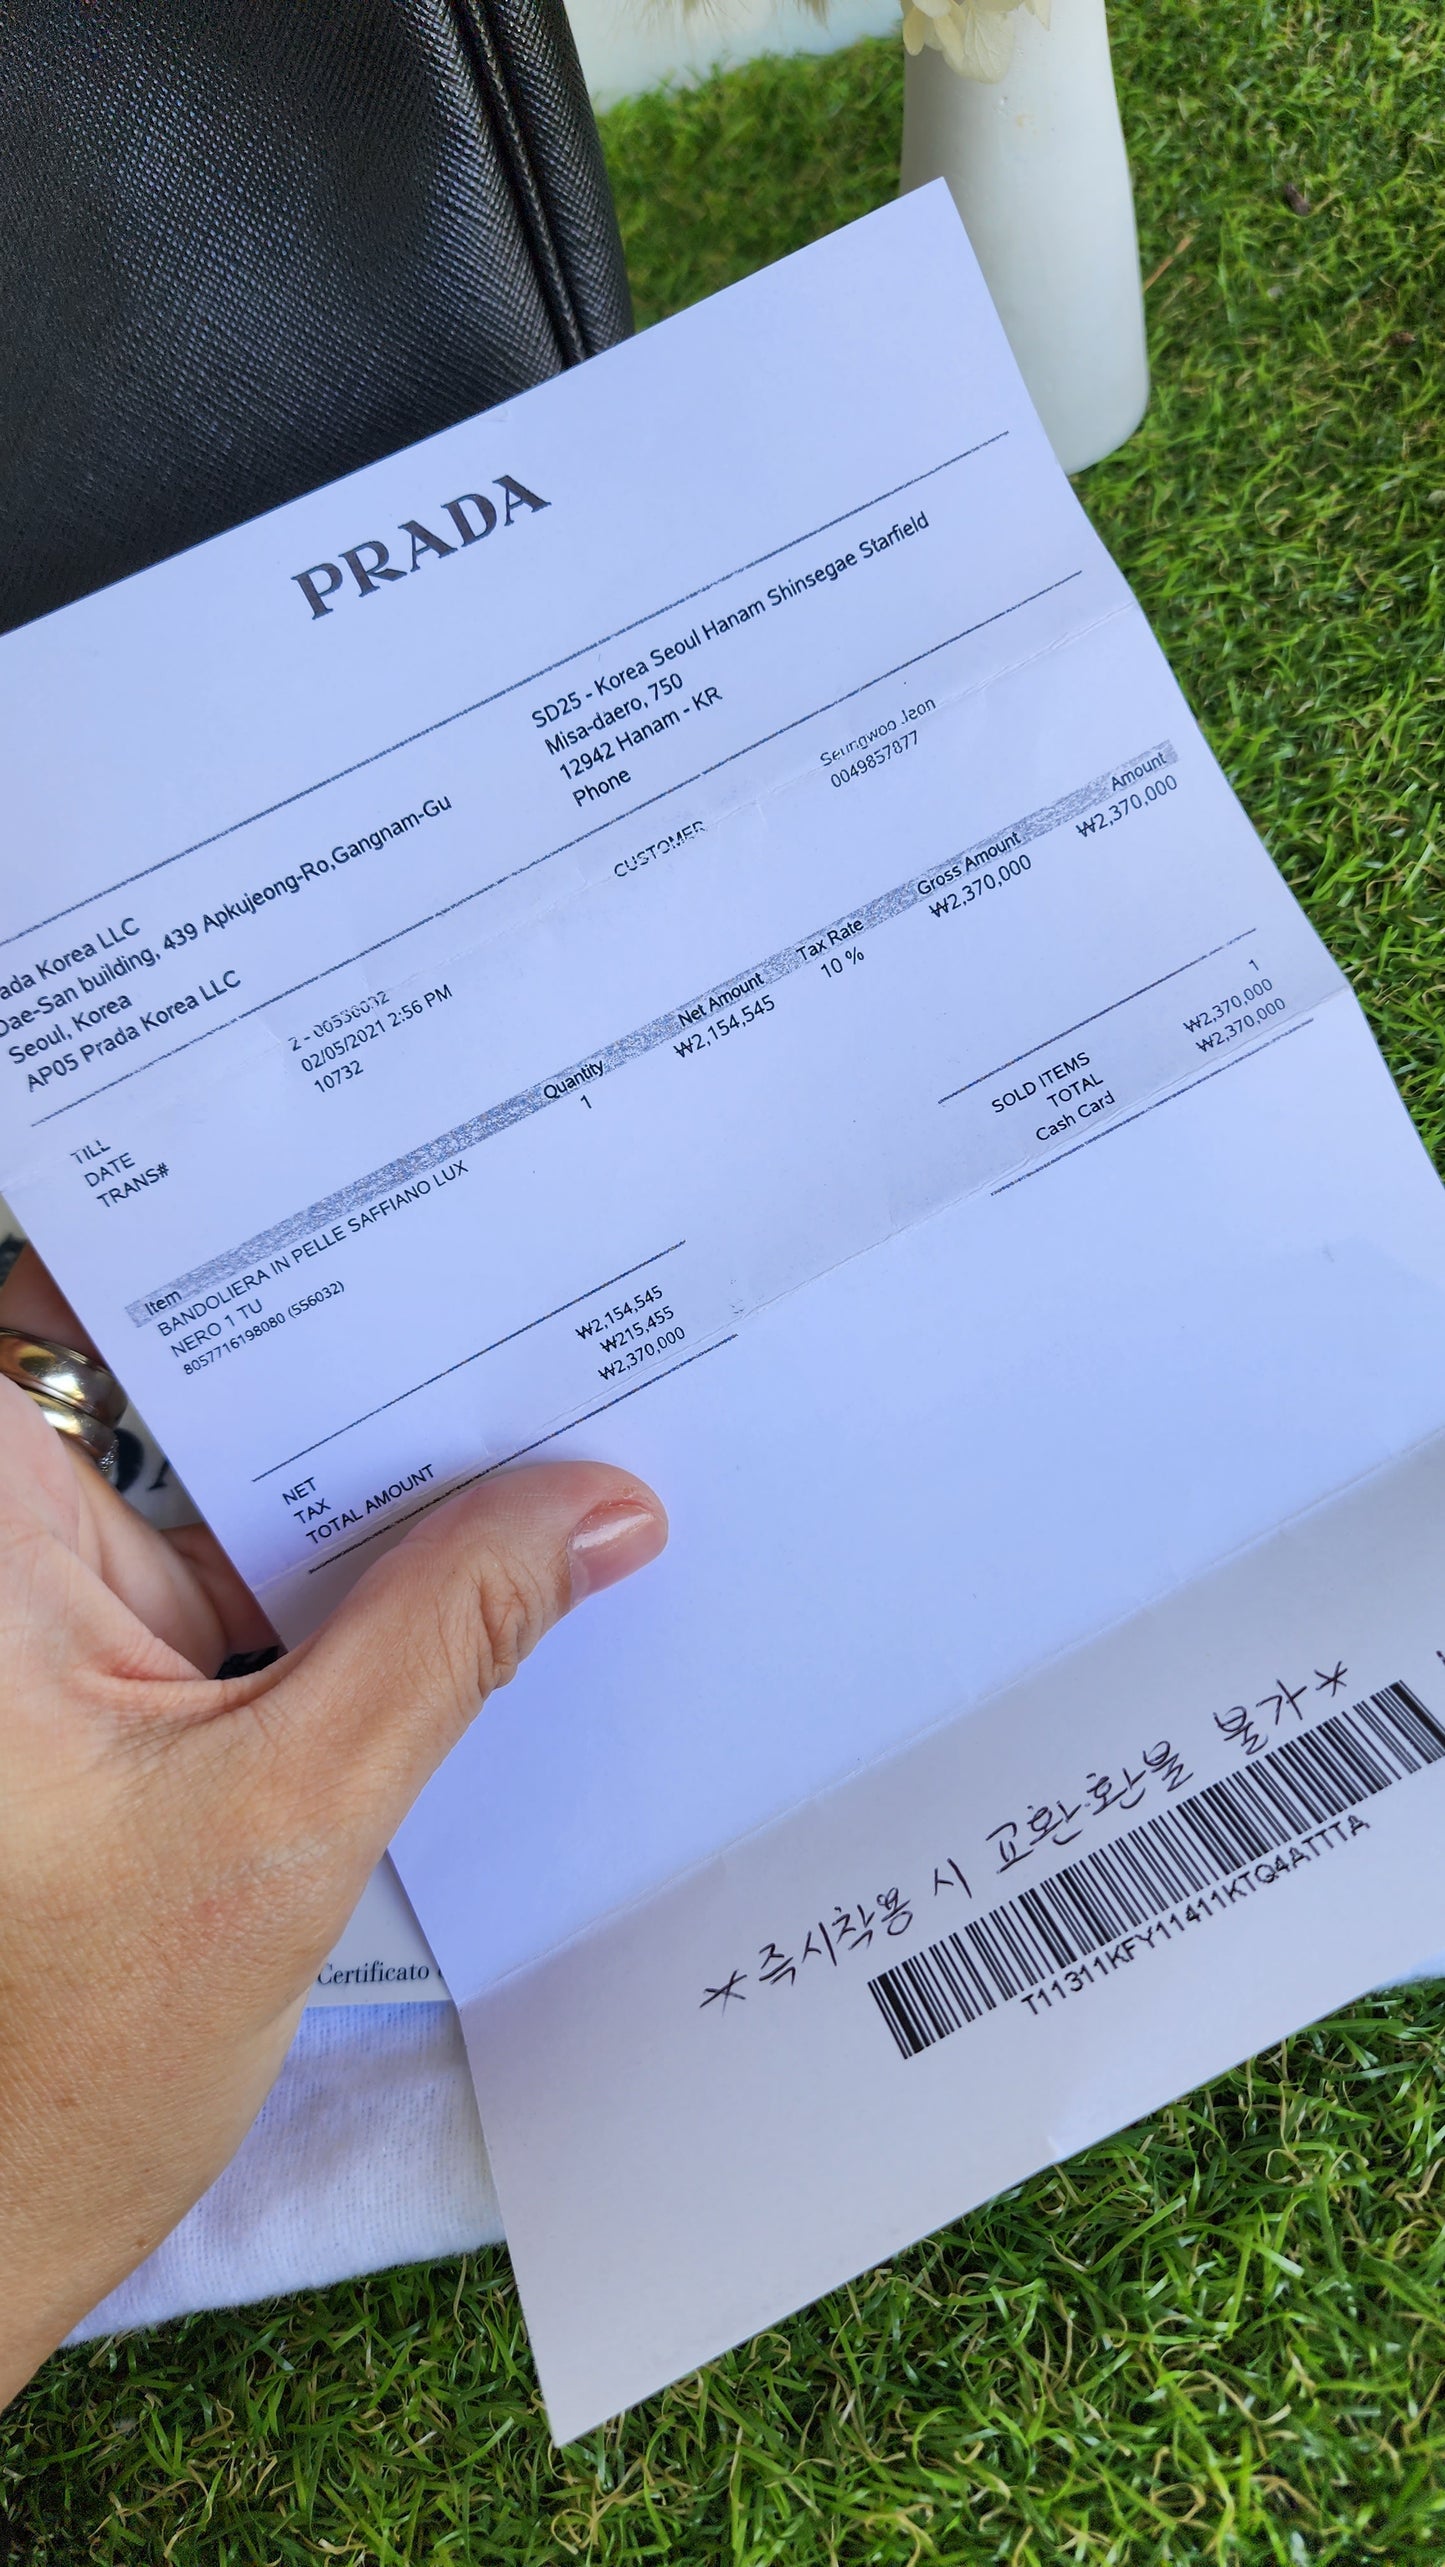 PRADA
ada Korea LLC
Dae-San building, 439 Apkujeong-Ro,Gangnam-Gu
Seoul, Korea
AP05 Prada Korea LLC
SD25 - Korea Seoul Hanam Shinsegae Starfield
Misa-daero, 750
12942 Hanam - KR
Phone
TILL
DATE 02/05/2021 2:56 PM
TRANS# 10732
CUSTOMER Seungwoo Jeon
0049857877
Item Quantity Net Amount Tax Rate Gross Amount Amount
BANDOLIERA IN PELLE SAFFIANO LUX 1 ₩2,154,545 10 % ₩2,370,000 ₩2,370,000
NERO 1 TU
8057716198080 (556032)
SOLD ITEMS 1
TOTAL ₩2,370,000
Cash Card ₩2,370,000
NET ₩2,154,545
TAX ₩215,455
TOTAL AMOUNT ₩2,370,000
*즉시착용 시 교환·환불 불가*
T11311KFY11411KTQ4ATTTA
Certificato